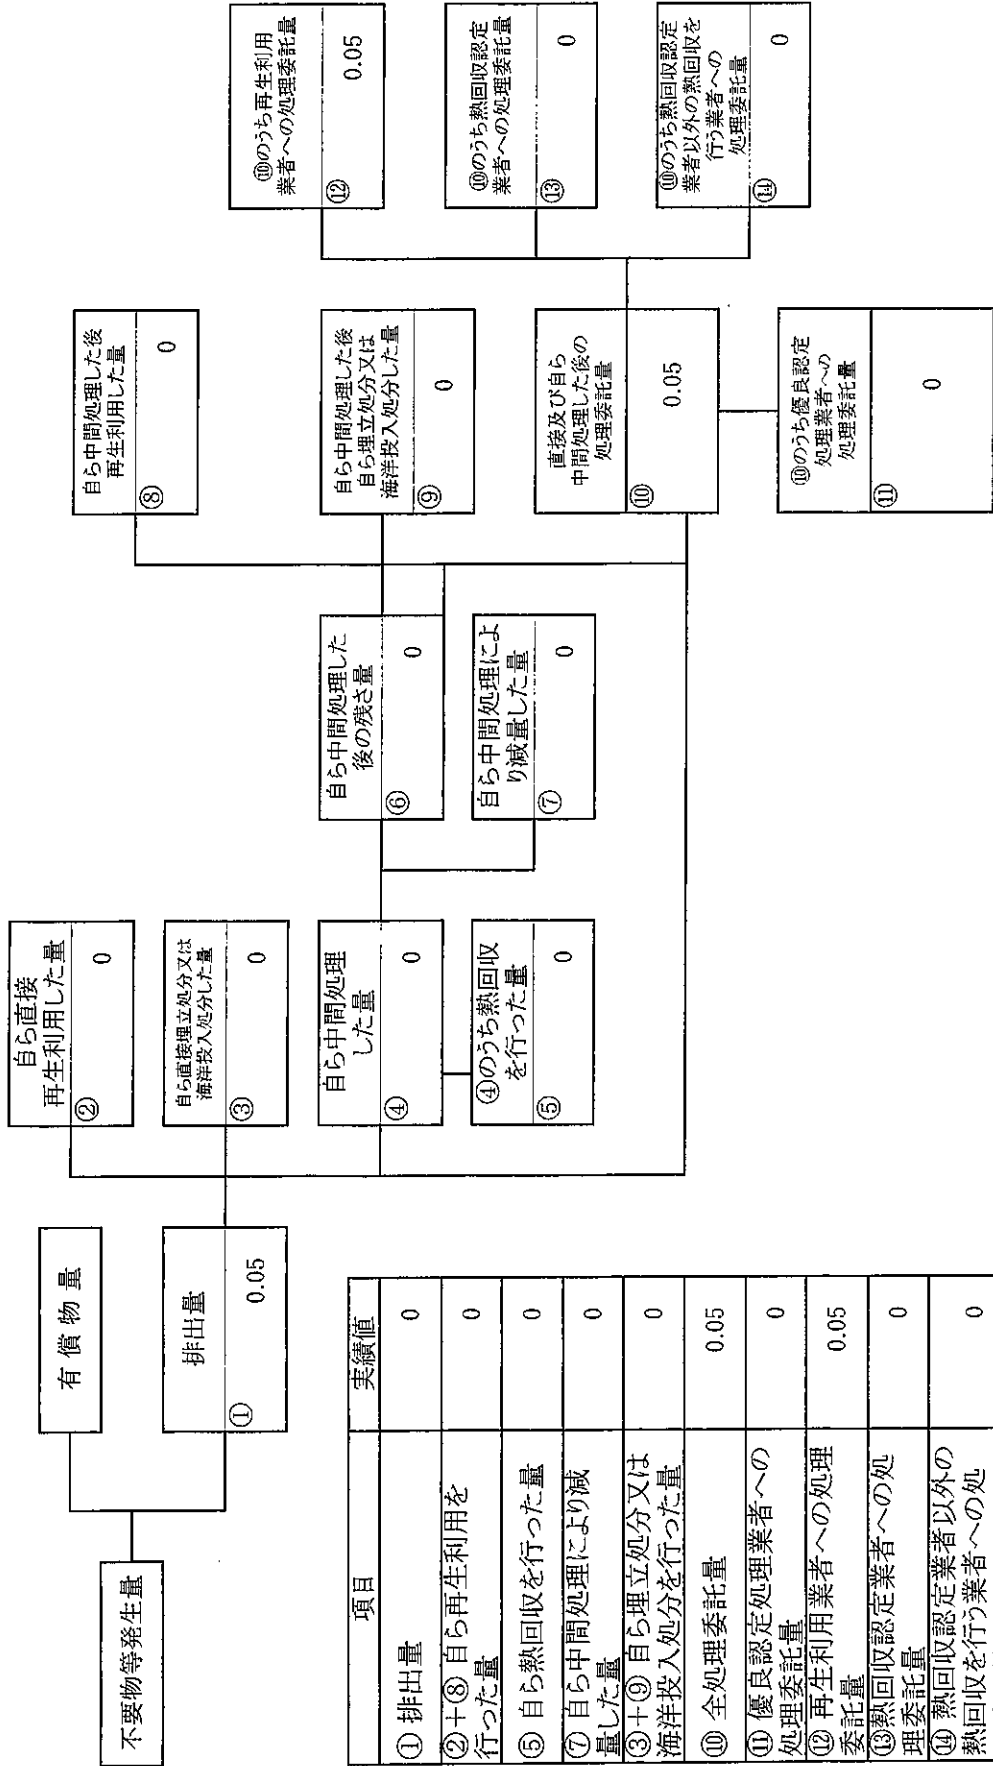 不要物等発生量
有償物量
排出量
①
0.05
自ら直接
再生利用した量
②
0
自ら直接埋立処分又は
海洋投入処分した量
③
0
自ら中間処理
した量
④
0
④のうち熱回収
を行った量
⑤
0
自ら中間処理した
後の残さ量
⑥
0
自ら中間処理によ
り減量した量
⑦
0
自ら中間処理した後
再生利用した量
⑧
0
自ら中間処理した後
自ら埋立処分又は
海洋投入処分した量
⑨
0
直接及び自ら
中間処理した後の
処理委託量
⑩
0.05
⑩のうち優良認定
処理業者への
処理委託量
⑪
0
⑩のうち再生利用
業者への処理委託量
⑫
0.05
⑩のうち熱回収認定
業者への処理委託量
⑬
0
⑩のうち熱回収認定
業者以外の熱回収を
行う業者への
処理委託量
⑭
0
項目 実績値
①排出量 0
②+⑧自ら再生利用を
行った量 0
⑤自ら熱回収を行った量 0
⑦自ら中間処理により減
量した量 0
③+⑨自ら埋立処分又は
海洋投入処分を行った量 0
⑩全処理委託量 0.05
⑪優良認定処理業者への
処理委託量 0
⑫再生利用業者への処理
委託量 0.05
⑬熱回収認定業者への処
理委託量 0
⑭熱回収認定業者以外の
熱回収を行う業者への処 0